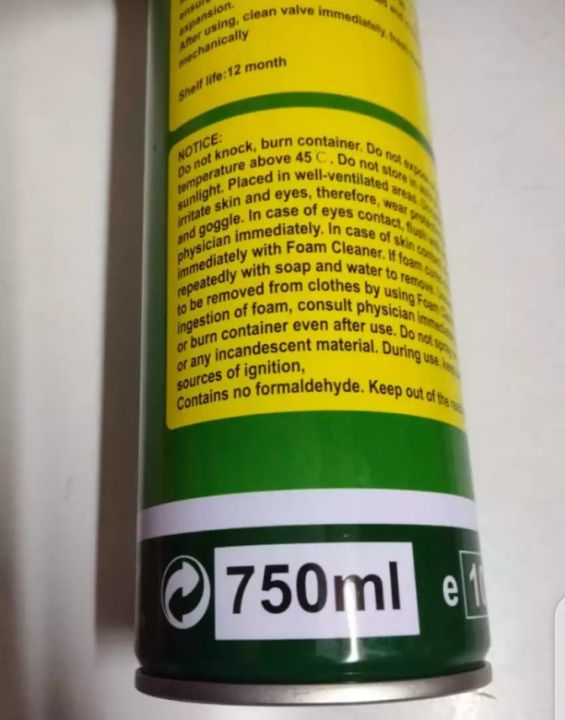 ensure
expansion.
After using, clean valve immediately.
mechanically
Shelf life:12 month
NOTICE:
Do not knock, burn container. Do not
temperature above 45℃. Do not store in
sunlight. Placed in well-ventilated areas.
irritate skin and eyes, therefore, wear
and goggle. In case of eyes contact, flush
physician immediately. In case of skin
immediately with Foam Cleaner. If foam
repeatedly with soap and water to remove.
to be removed from clothes by using Foam
ingestion of foam, consult physician
or burn container even after use. Do not spray
or any incandescent material. During use,
sources of ignition,
Contains no formaldehyde. Keep out of the
750ml
e